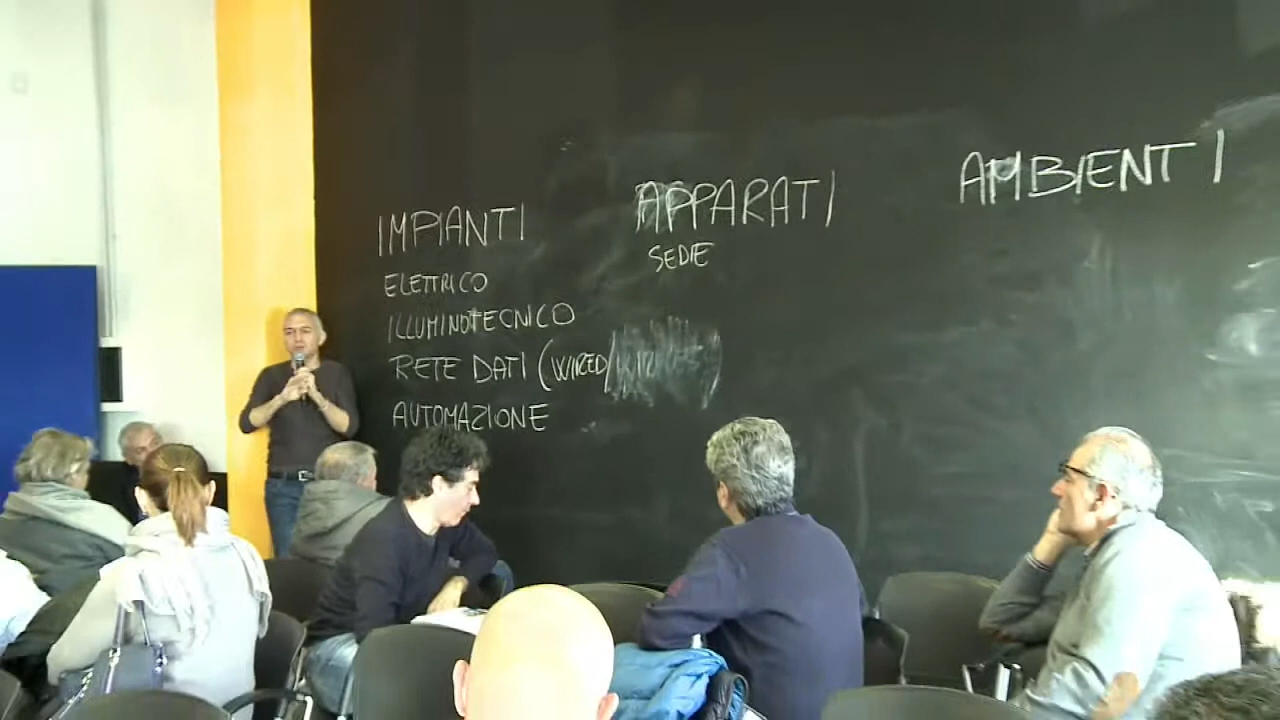 IMPIANTI
ELETTRICO
ILLUMINOTECNICO
RETE DATI (WIRED/
AUTOMAZIONE
APPARATI
SEDIE
AMBIENTI